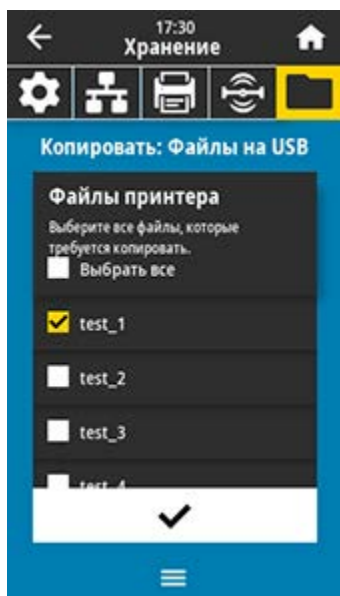 17:30
Хранение
Копировать: Файлы на USB
Файлы принтера
Выберите все файлы, которые
требуется копировать.
Выбрать все
test_1
test_2
test_3
test_4